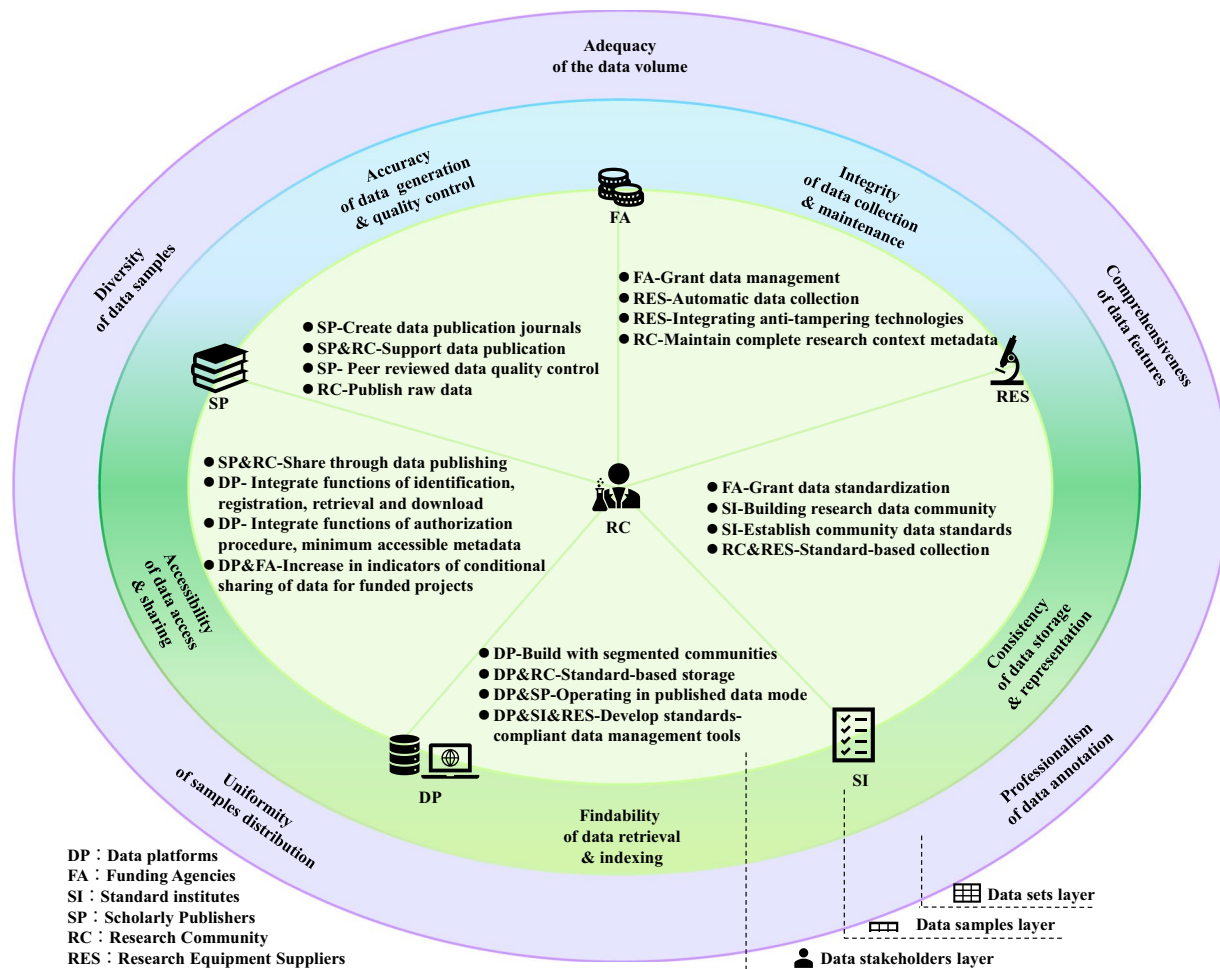 Adequacy
of the data volume
Accuracy
of data generation
& quality control
Integrity
of data collection
& maintenance
Diversity
of data samples
Comprehensiveness
of data features
FA
● FA-Grant data management
● RES-Automatic data collection
● RES-Integrating anti-tampering technologies
● RC-Maintain complete research context metadata
● SP-Create data publication journals
● SP&RC-Support data publication
● SP- Peer reviewed data quality control
● RC-Publish raw data
SP
RES
● SP&RC-Share through data publishing
● DP- Integrate functions of identification,
registration, retrieval and download
● DP- Integrate functions of authorization
procedure, minimum accessible metadata
● DP&FA-Increase in indicators of conditional
sharing of data for funded projects
RC
● FA-Grant data standardization
● SI-Building research data community
● SI-Establish community data standards
● RC&RES-Standard-based collection
Accessibility
of data access
& sharing
Consistency
of data storage
& representation
● DP-Build with segmented communities
● DP&RC-Standard-based storage
● DP&SP-Operating in published data mode
● DP&SI&RES-Develop standards-
compliant data management tools
DP
SI
Uniformity
of samples distribution
Findability
of data retrieval
& indexing
Professionalism
of data annotation
DP：Data platforms
FA：Funding Agencies
SI：Standard institutes
SP：Scholarly Publishers
RC：Research Community
RES：Research Equipment Suppliers
Data sets layer
Data samples layer
Data stakeholders layer